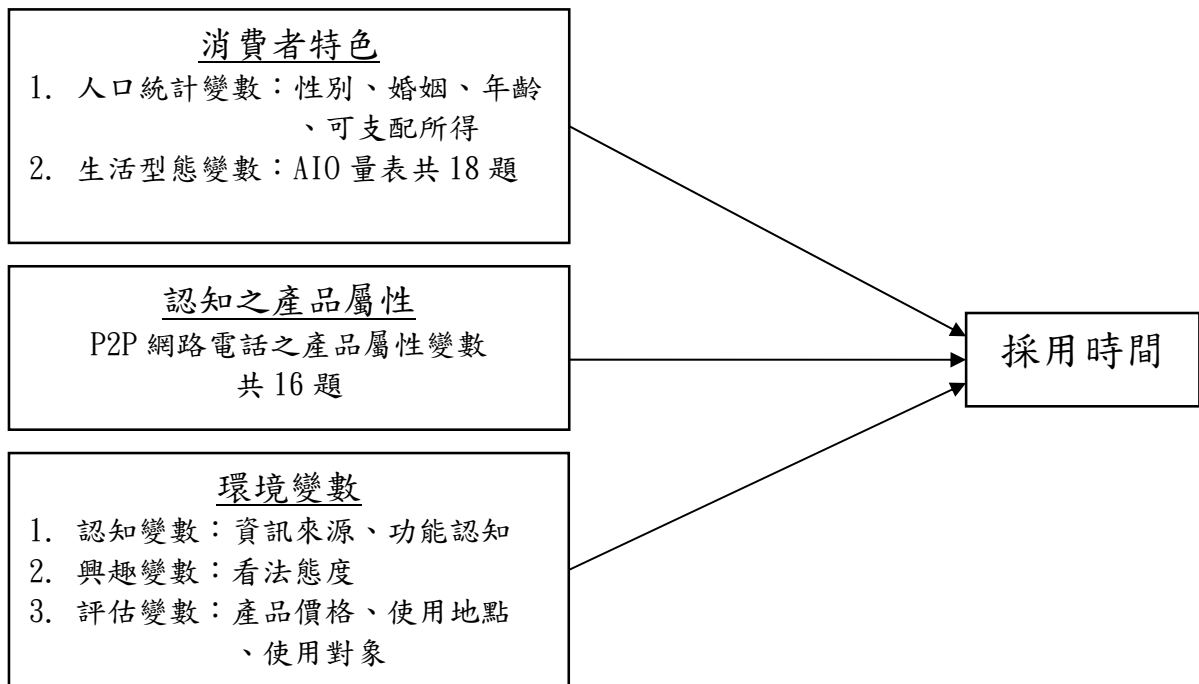 消費者特色
1. 人口統計變數：性別、婚姻、年齡
、可支配所得
2. 生活型態變數：AIO 量表共 18 題
認知之產品屬性
P2P 網路電話之產品屬性變數
共 16 題
環境變數
1. 認知變數：資訊來源、功能認知
2. 興趣變數：看法態度
3. 評估變數：產品價格、使用地點
、使用對象
採用時間